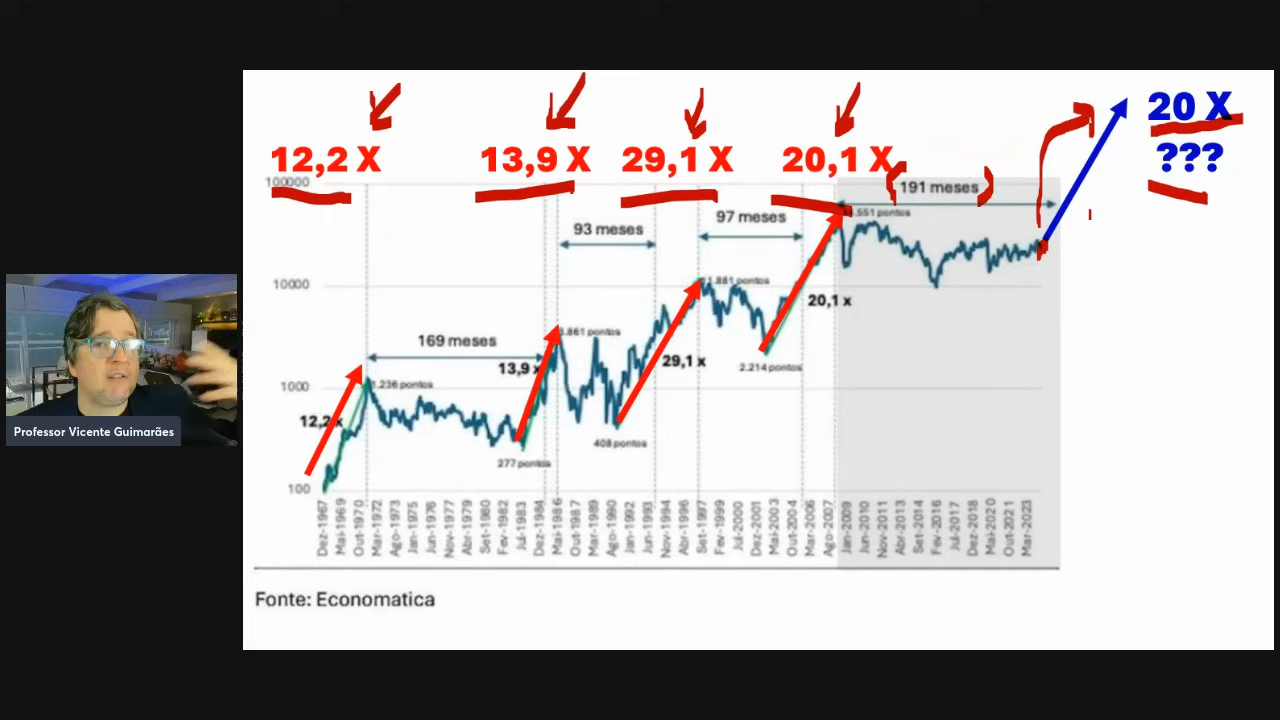 12,2 X
13,9 X
29,1 X
20,1 X
20 X
???
100000
10000
1000
100
169 meses
93 meses
97 meses
191 meses
12,2 x
1.236 pontos
13,9 x
277 pontos
3.861 pontos
408 pontos
29,1 x
11.881 pontos
2.214 pontos
20,1 x
.551 pontos
Dez-1967
Mai-1969
Out-1970
Mar-1972
Ago-1973
Jan-1975
Jun-1976
Nov-1977
Abr-1979
Set-1980
Fev-1982
Jul-1983
Dez-1984
Mai-1986
Out-1987
Mar-1989
Ago-1990
Jan-1992
Jun-1993
Nov-1994
Abr-1996
Set-1997
Fev-1999
Jul-2000
Dez-2001
Mai-2003
Out-2004
Mar-2006
Ago-2007
Jan-2009
Jun-2010
Nov-2011
Abr-2013
Set-2014
Fev-2016
Jul-2017
Dez-2018
Mai-2020
Out-2021
Mar-2023
Fonte: Economatica
Professor Vicente Guimarães